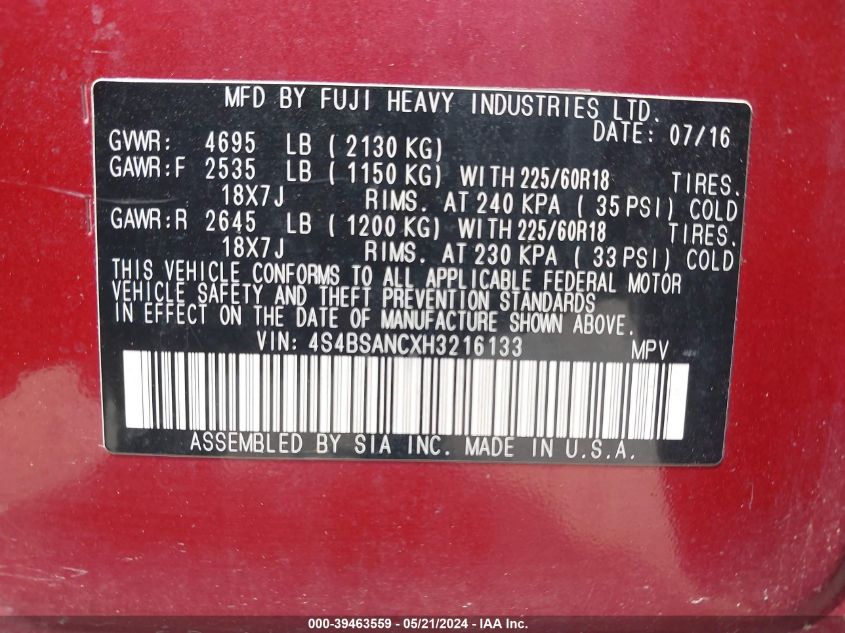 MFD BY FUJI HEAVY INDUSTRIES LTD.
DATE: 07/16
GVWR: 4695 LB ( 2130 KG)
GAWR:F 2535 LB ( 1150 KG) WITH 225/60R18 TIRES.
18X7J RIMS. AT 240 KPA ( 35 PSI) COLD
GAWR:R 2645 LB ( 1200 KG) WITH 225/60R18 TIRES.
18X7J RIMS. AT 230 KPA ( 33 PSI) COLD
THIS VEHICLE CONFORMS TO ALL APPLICABLE FEDERAL MOTOR
VEHICLE SAFETY AND THEFT PREVENTION STANDARDS
IN EFFECT ON THE DATE OF MANUFACTURE SHOWN ABOVE.
VIN: 4S4BSANCXH3216133 MPV
ASSEMBLED BY SIA INC. MADE IN U.S.A.
000-39463559 - 05/21/2024 - IAA Inc.